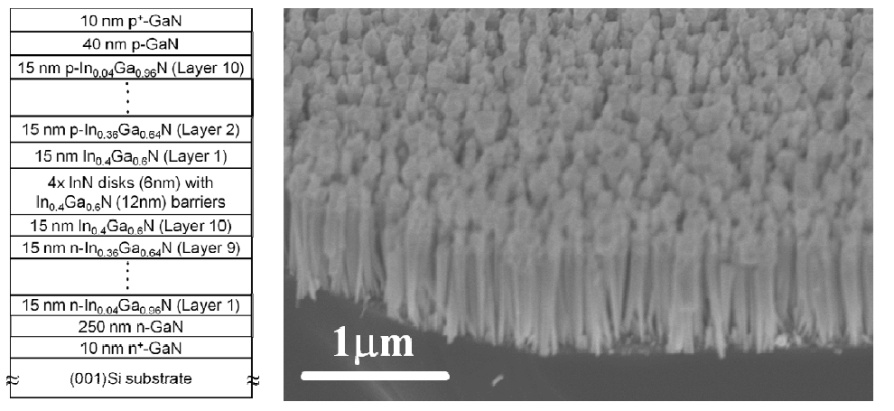 10 nm p⁺-GaN
40 nm p-GaN
15 nm p-In₀.₀₄Ga₀.₉₆N (Layer 10)
⋮
15 nm p-In₀.₃₆Ga₀.₆₄N (Layer 2)
15 nm In₀.₄Ga₀.₆N (Layer 1)
4x InN disks (6nm) with
In₀.₄Ga₀.₆N (12nm) barriers
15 nm In₀.₄Ga₀.₆N (Layer 10)
15 nm n-In₀.₃₆Ga₀.₆₄N (Layer 9)
⋮
15 nm n-In₀.₀₄Ga₀.₉₆N (Layer 1)
250 nm n-GaN
10 nm n⁺-GaN
(001)Si substrate
1μm